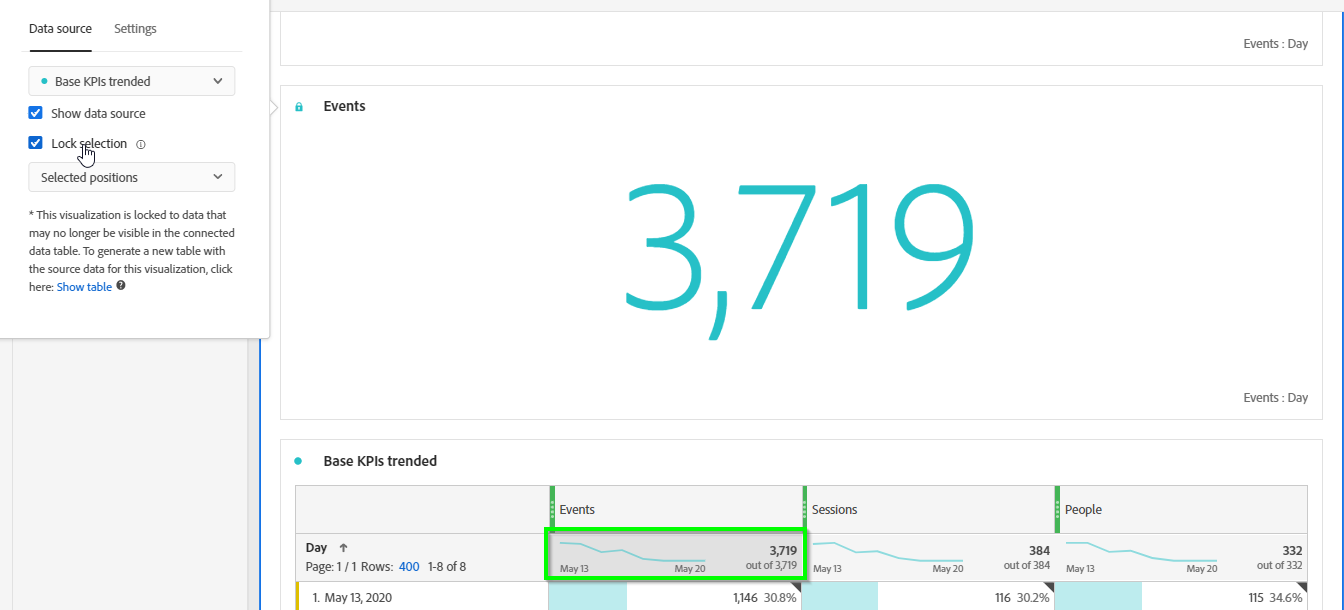 Data source Settings
Base KPIs trended
Show data source
Lock selection
Selected positions
* This visualization is locked to data that
may no longer be visible in the connected
data table. To generate a new table with
the source data for this visualization, click
here: Show table
Events : Day
Events
3,719
Events : Day
Base KPIs trended
Events Sessions People
Day
Page: 1 / 1 Rows: 400 1-8 of 8
3,719
out of 3,719
May 13 May 20
384
out of 384
May 13 May 20
332
out of 332
May 13 May 20
1. May 13, 2020 1,146 30.8% 116 30.2% 115 34.6%